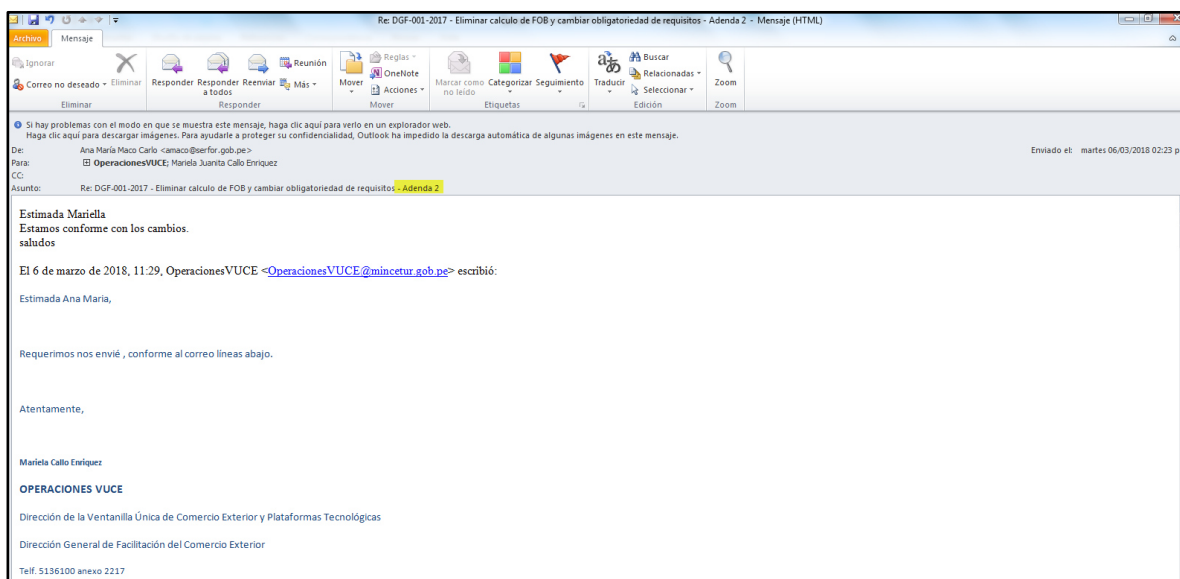 Re: DGF-001-2017 - Eliminar calculo de FOB y cambiar obligatoriedad de requisitos - Adenda 2 - Mensaje (HTML)
Archivo Mensaje
Ignorar
Correo no deseado
Eliminar
Responder
Responder a todos
Reenviar
Reunión
Más
Mover
Reglas
OneNote
Acciones
Marcar como no leído
Categorizar
Seguimiento
Traducir
Buscar
Relacionadas
Seleccionar
Zoom
Eliminar Responder Mover Etiquetas Edición Zoom
Si hay problemas con el modo en que se muestra este mensaje, haga clic aquí para verlo en un explorador web.
Haga clic aquí para descargar imágenes. Para ayudarle a proteger su confidencialidad, Outlook ha impedido la descarga automática de algunas imágenes en este mensaje.
De: Ana María Maco Carlo <amaco@serfor.gob.pe> Enviado el: martes 06/03/2018 02:23 p
Para: OperacionesVUCE; Mariela Juanita Callo Enriquez
CC:
Asunto: Re: DGF-001-2017 - Eliminar calculo de FOB y cambiar obligatoriedad de requisitos - Adenda 2
Estimada Mariella
Estamos conforme con los cambios.
saludos
El 6 de marzo de 2018, 11:29, OperacionesVUCE <OperacionesVUCE@mincetur.gob.pe> escribió:
Estimada Ana Maria,
Requerimos nos envié , conforme al correo líneas abajo.
Atentamente,
Mariela Callo Enriquez
OPERACIONES VUCE
Dirección de la Ventanilla Única de Comercio Exterior y Plataformas Tecnológicas
Dirección General de Facilitación del Comercio Exterior
Telf. 5136100 anexo 2217